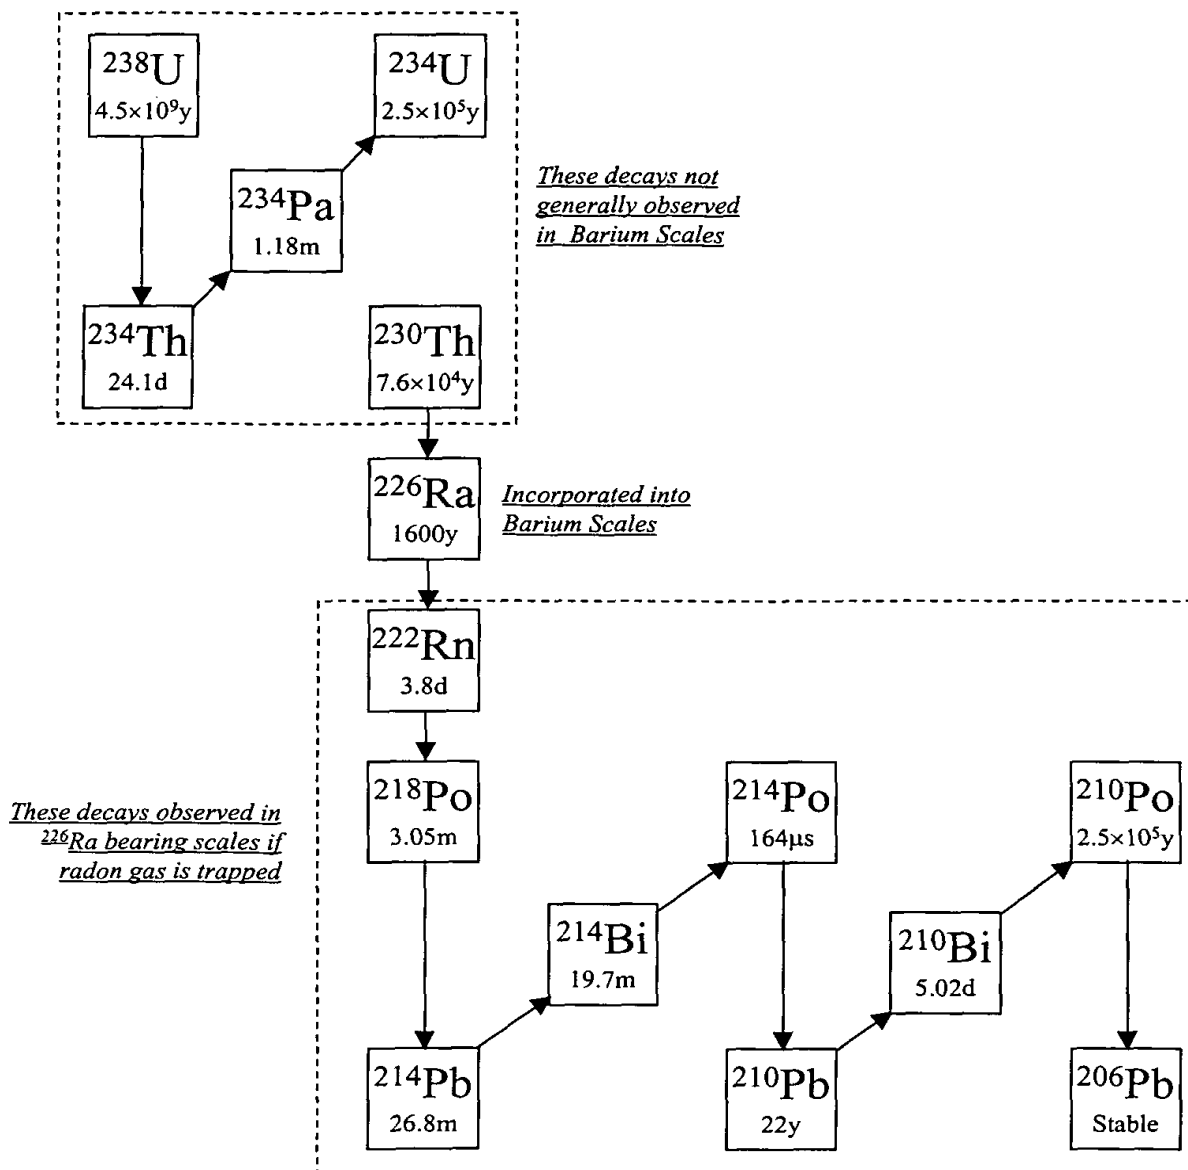 ²³⁸U
4.5×10⁹y
²³⁴U
2.5×10⁵y
²³⁴Pa
1.18m
These decays not
generally observed
in Barium Scales
²³⁴Th
24.1d
²³⁰Th
7.6×10⁴y
²²⁶Ra
1600y
Incorporated into
Barium Scales
²²²Rn
3.8d
²¹⁸Po
3.05m
²¹⁴Po
164μs
²¹⁰Po
2.5×10⁵y
These decays observed in
²²⁶Ra bearing scales if
radon gas is trapped
²¹⁴Bi
19.7m
²¹⁰Bi
5.02d
²¹⁴Pb
26.8m
²¹⁰Pb
22y
²⁰⁶Pb
Stable